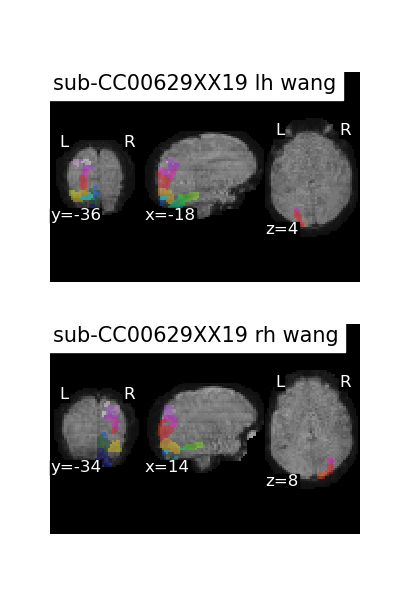 sub-CC00629XX19 lh wang
L R L R
y=-36 x=-18 z=4
sub-CC00629XX19 rh wang
L R L R
y=-34 x=14 z=8